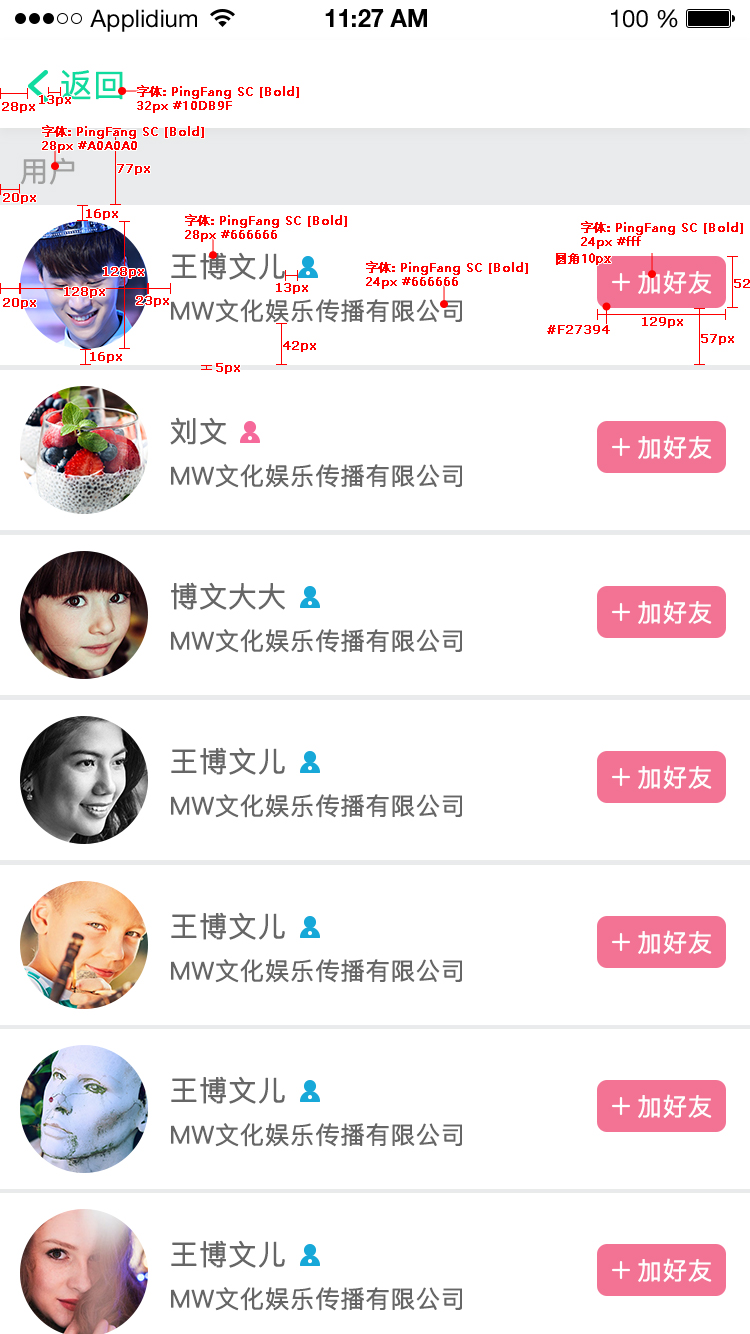 Applidium 11:27 AM 100 %
返回
字体: PingFang SC [Bold]
32px #10DB9F
13px
28px
字体: PingFang SC [Bold]
28px #A0A0A0
用户
77px
20px
16px
字体: PingFang SC [Bold]
28px #666666
字体: PingFang SC [Bold]
24px #fff
圆角10px
王博文儿
字体: PingFang SC [Bold]
24px #666666
+ 加好友
128px
128px
20px
23px
13px
52
MW文化娱乐传播有限公司
129px
#F27394
57px
42px
16px
5px
刘文
+ 加好友
MW文化娱乐传播有限公司
博文大大
+ 加好友
MW文化娱乐传播有限公司
王博文儿
+ 加好友
MW文化娱乐传播有限公司
王博文儿
+ 加好友
MW文化娱乐传播有限公司
王博文儿
+ 加好友
MW文化娱乐传播有限公司
王博文儿
+ 加好友
MW文化娱乐传播有限公司